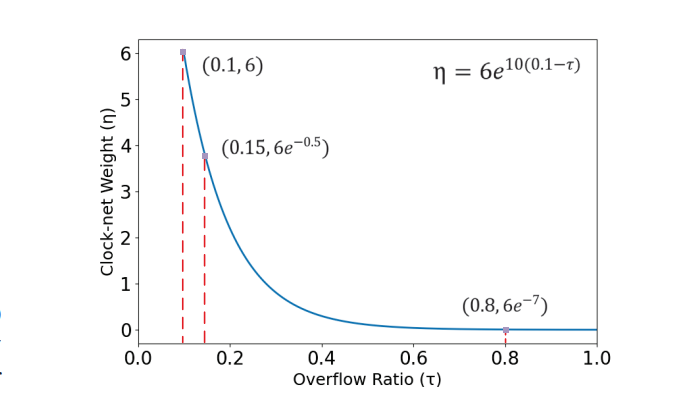 6
(0.1, 6)
η = 6e^{10(0.1−τ)}
5
4
(0.15, 6e^{−0.5})
3
2
1
(0.8, 6e^{−7})
0
0.0 0.2 0.4 0.6 0.8 1.0
Clock-net Weight (η)
Overflow Ratio (τ)